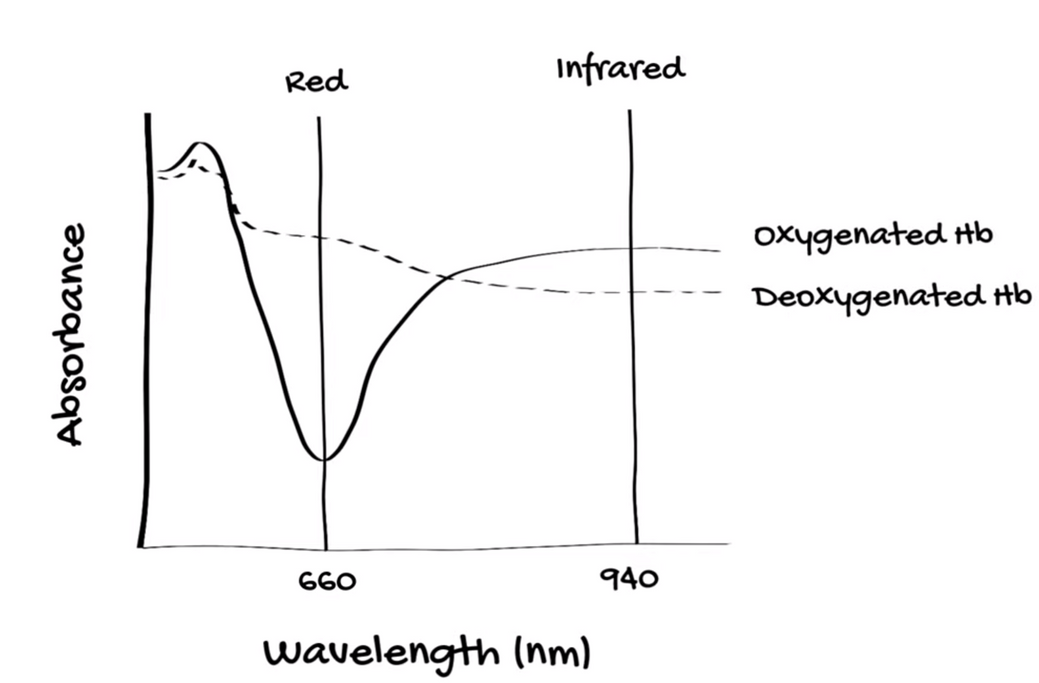 Red
Infrared
Absorbance
Oxygenated Hb
Deoxygenated Hb
660
940
Wavelength (nm)